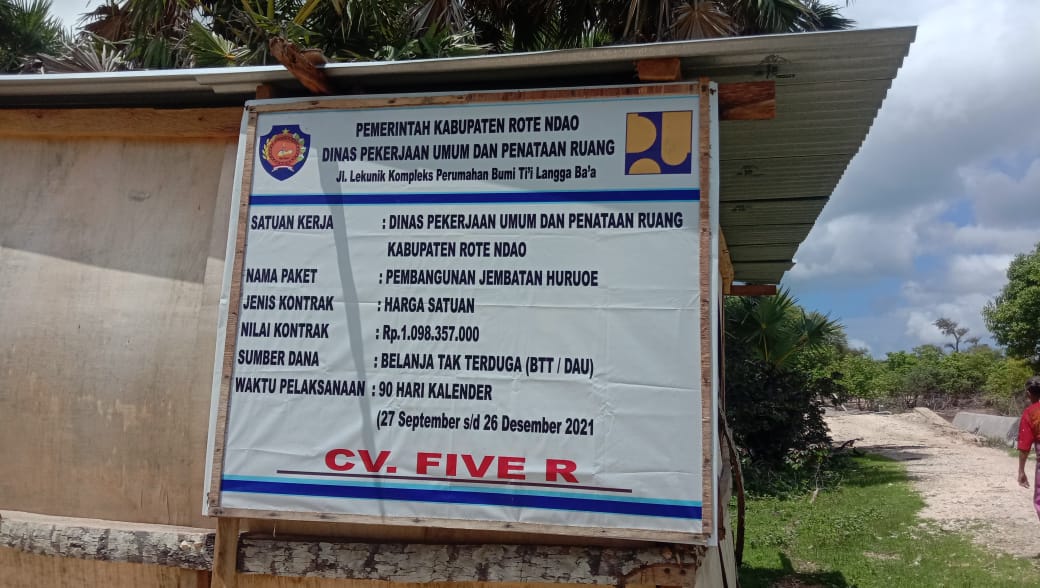 PEMERINTAH KABUPATEN ROTE NDAO
DINAS PEKERJAAN UMUM DAN PENATAAN RUANG
Jl. Lekunik Kompleks Perumahan Bumi Ti'i Langga Ba'a
PU
SATUAN KERJA : DINAS PEKERJAAN UMUM DAN PENATAAN RUANG
KABUPATEN ROTE NDAO
NAMA PAKET : PEMBANGUNAN JEMBATAN HURUOE
JENIS KONTRAK : HARGA SATUAN
NILAI KONTRAK : Rp.1.098.357.000
SUMBER DANA : BELANJA TAK TERDUGA (BTT / DAU)
WAKTU PELAKSANAAN : 90 HARI KALENDER
(27 September s/d 26 Desember 2021
CV. FIVE R